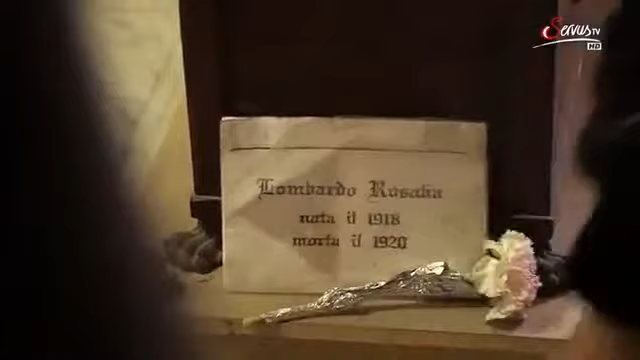 ServusTV
HD
Lombardo Rosalia
nata il 1918
morta il 1920